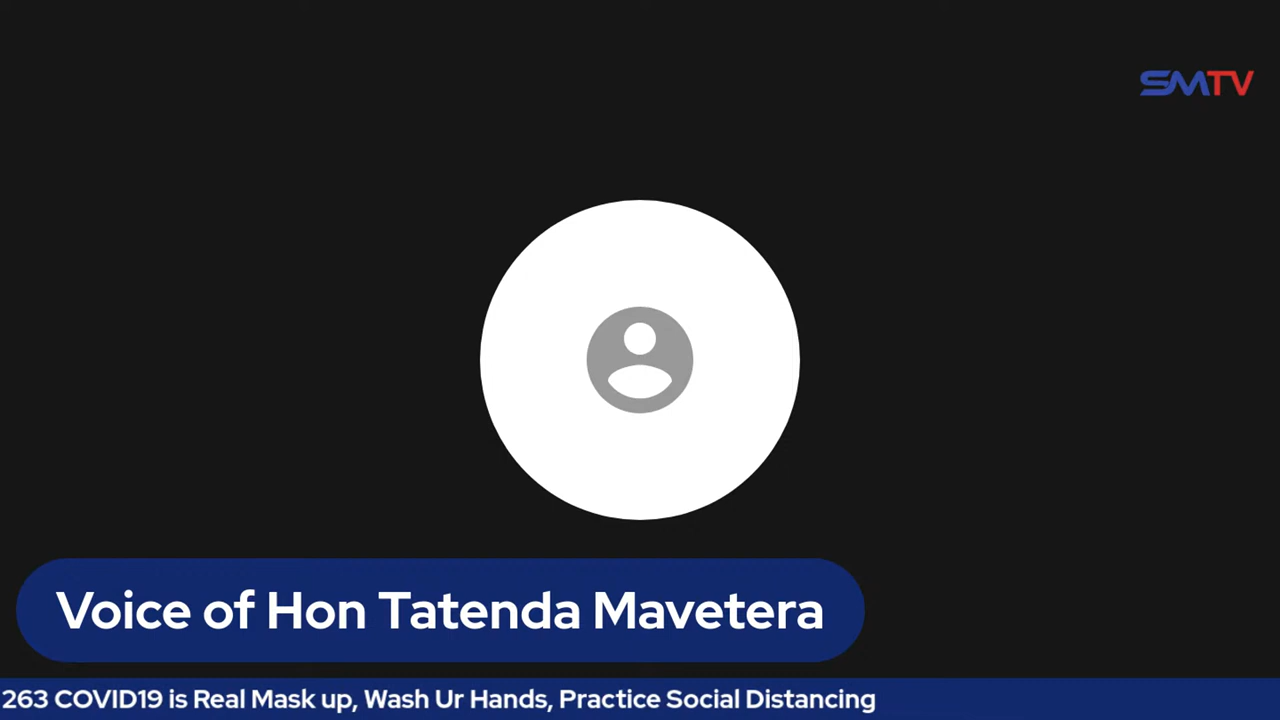 SMTV
Voice of Hon Tatenda Mavetera
263 COVID19 is Real Mask up, Wash Ur Hands, Practice Social Distancing